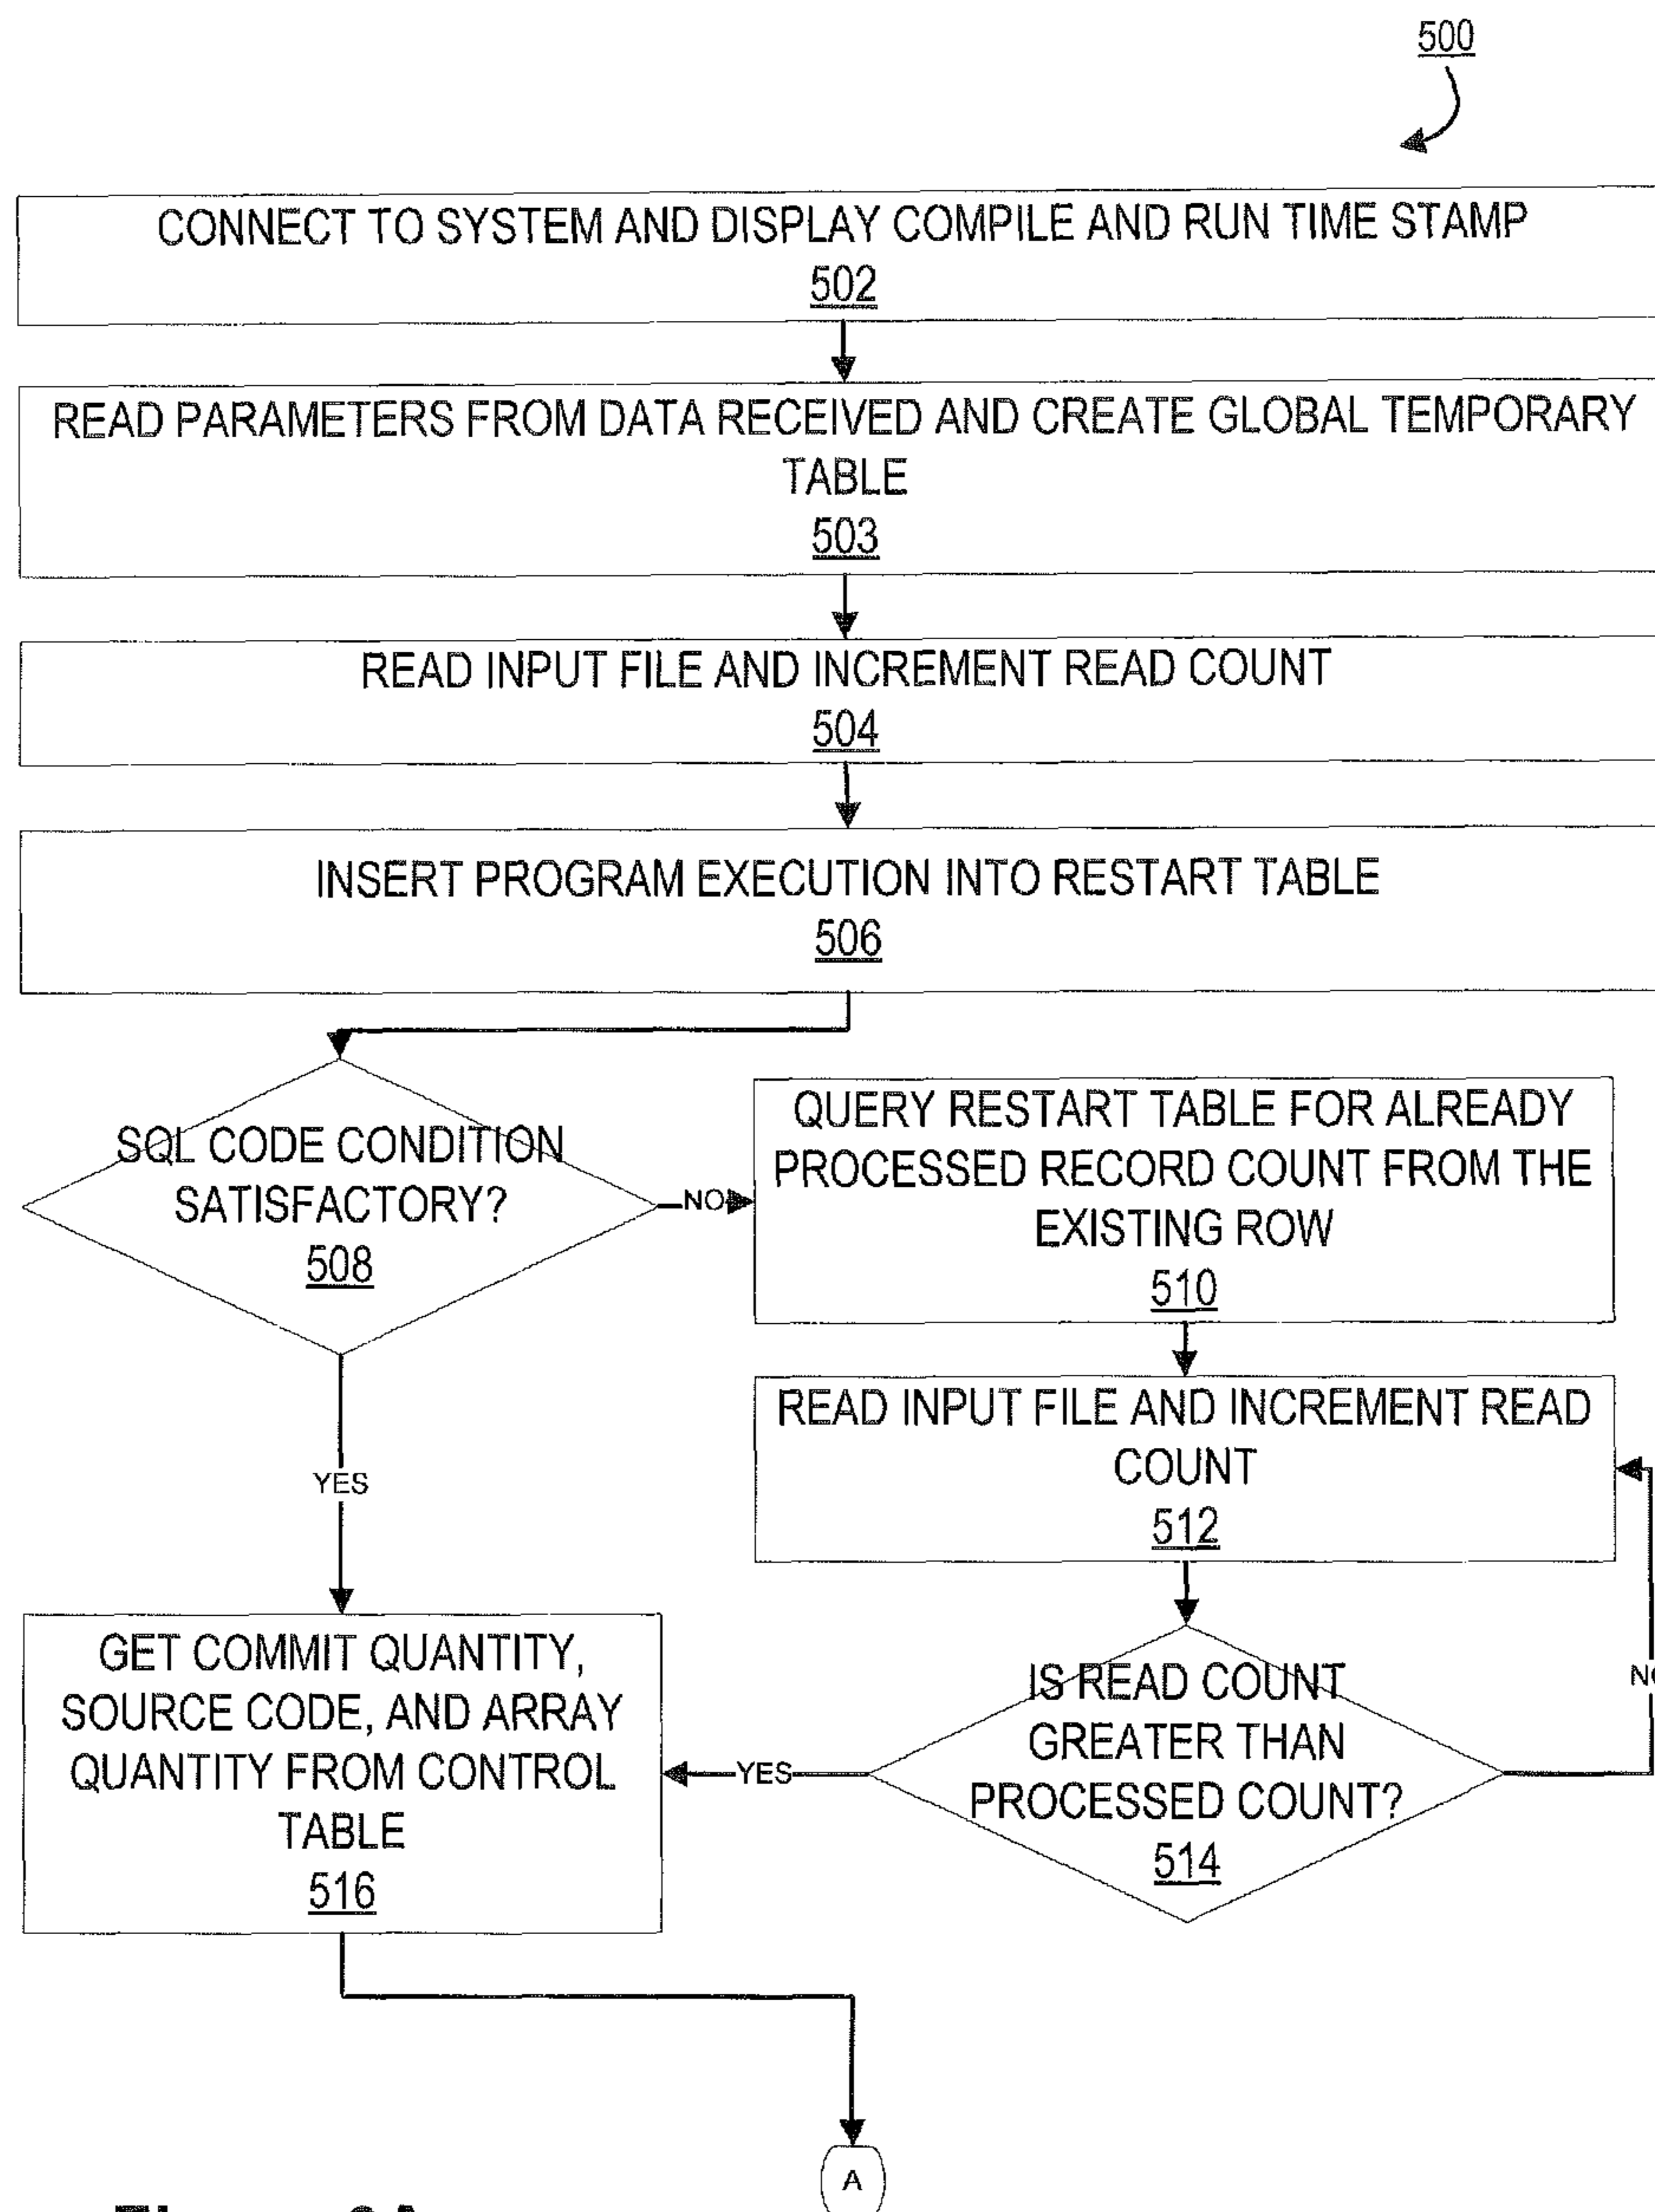 500
CONNECT TO SYSTEM AND DISPLAY COMPILE AND RUN TIME STAMP
502
READ PARAMETERS FROM DATA RECEIVED AND CREATE GLOBAL TEMPORARY
TABLE
503
READ INPUT FILE AND INCREMENT READ COUNT
504
INSERT PROGRAM EXECUTION INTO RESTART TABLE
506
SQL CODE CONDITION
SATISFACTORY?
508
NO
QUERY RESTART TABLE FOR ALREADY
PROCESSED RECORD COUNT FROM THE
EXISTING ROW
510
READ INPUT FILE AND INCREMENT READ
COUNT
512
YES
GET COMMIT QUANTITY,
SOURCE CODE, AND ARRAY
QUANTITY FROM CONTROL
TABLE
516
YES
IS READ COUNT
GREATER THAN
PROCESSED COUNT?
514
A